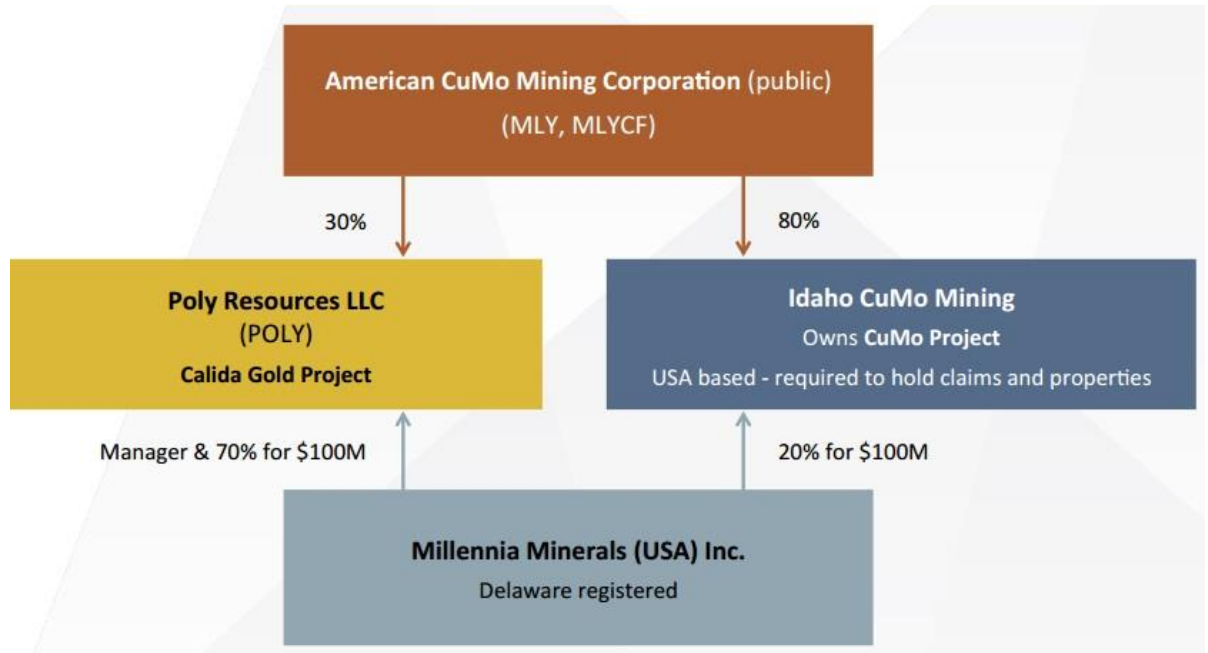 American CuMo Mining Corporation (public)
(MLY, MLYCF)
30%
80%
Poly Resources LLC
(POLY)
Calida Gold Project
Idaho CuMo Mining
Owns CuMo Project
USA based - required to hold claims and properties
Manager & 70% for $100M
20% for $100M
Millennia Minerals (USA) Inc.
Delaware registered